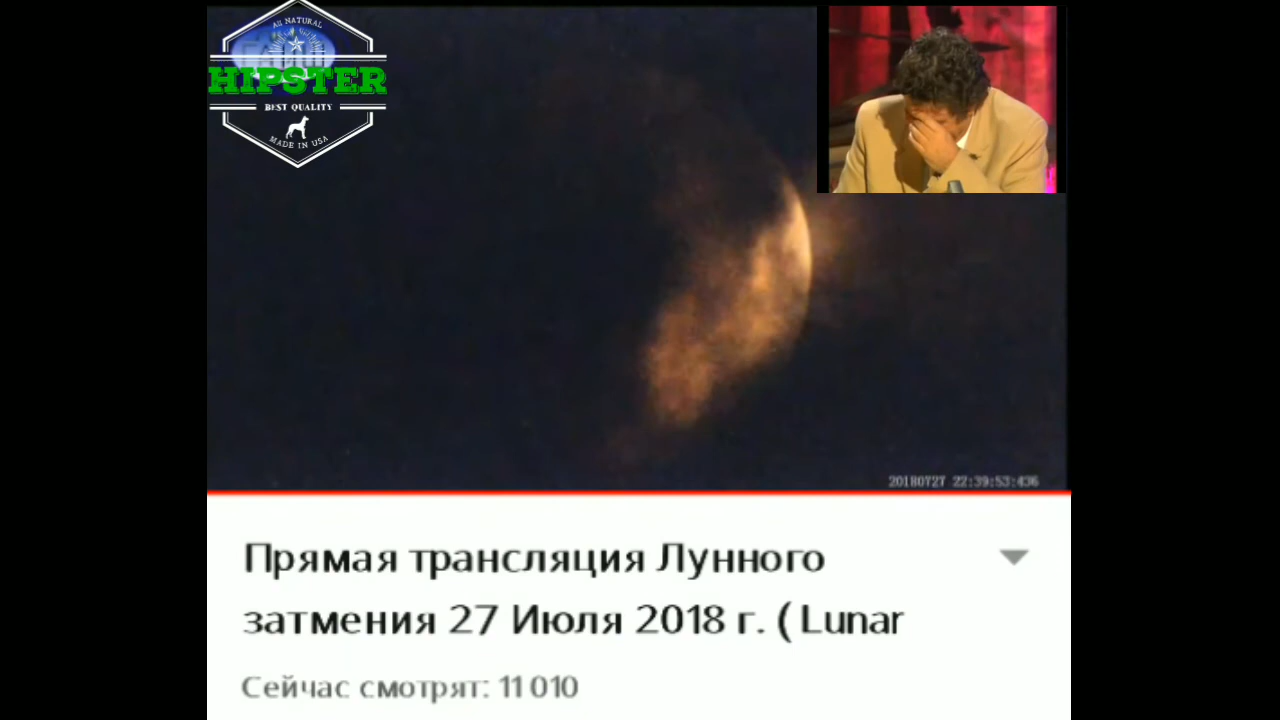 All NATURAL
HIPSTER
BEST QUALITY
MADE IN USA
20180727 22:39:53:436
Прямая трансляция Лунного
затмения 27 Июля 2018 г. ( Lunar
Сейчас смотрят: 11 010